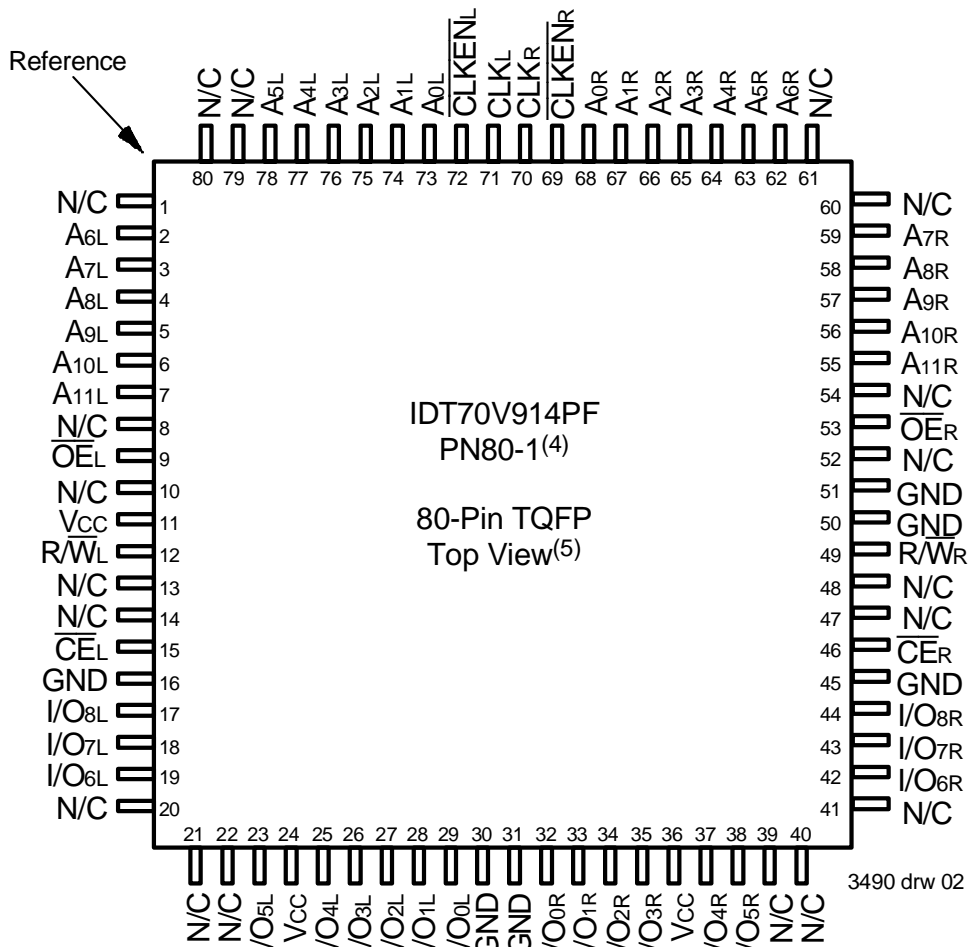 Reference
N/C
N/C
A5L
A4L
A3L
A2L
A1L
A0L
CLKENL
CLKL
CLKR
CLKENR
A0R
A1R
A2R
A3R
A4R
A5R
A6R
N/C
80 79 78 77 76 75 74 73 72 71 70 69 68 67 66 65 64 63 62 61
N/C 1
A6L 2
A7L 3
A8L 4
A9L 5
A10L 6
A11L 7
N/C 8
OEL 9
N/C 10
VCC 11
R/WL 12
N/C 13
N/C 14
CEL 15
GND 16
I/O8L 17
I/O7L 18
I/O6L 19
N/C 20
IDT70V914PF
PN80-1(4)
80-Pin TQFP
Top View(5)
60 N/C
59 A7R
58 A8R
57 A9R
56 A10R
55 A11R
54 N/C
53 OER
52 N/C
51 GND
50 GND
49 R/WR
48 N/C
47 N/C
46 CER
45 GND
44 I/O8R
43 I/O7R
42 I/O6R
41 N/C
21 22 23 24 25 26 27 28 29 30 31 32 33 34 35 36 37 38 39 40
N/C
N/C
/O5L
VCC
/O4L
/O3L
/O2L
/O1L
/O0L
GND
GND
/O0R
/O1R
/O2R
/O3R
VCC
/O4R
/O5R
N/C
N/C
3490 drw 02